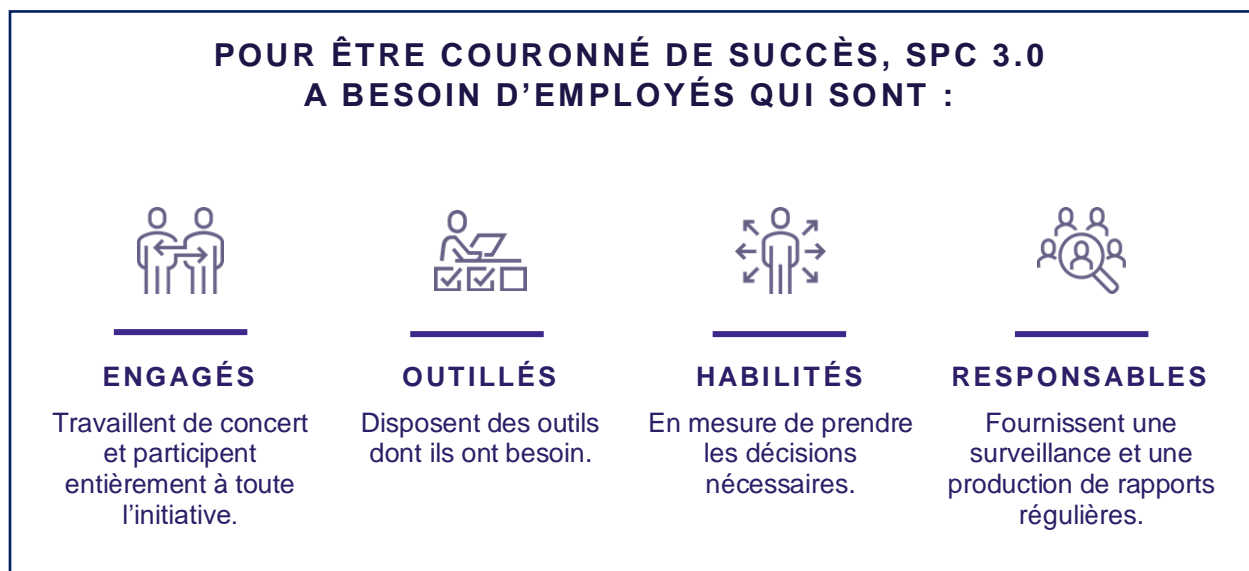 POUR ÊTRE COURONNÉ DE SUCCÈS, SPC 3.0
A BESOIN D’EMPLOYÉS QUI SONT :
ENGAGÉS
Travaillent de concert
et participent
entièrement à toute
l’initiative.
OUTILLÉS
Disposent des outils
dont ils ont besoin.
HABILITÉS
En mesure de prendre
les décisions
nécessaires.
RESPONSABLES
Fournissent une
surveillance et une
production de rapports
régulières.